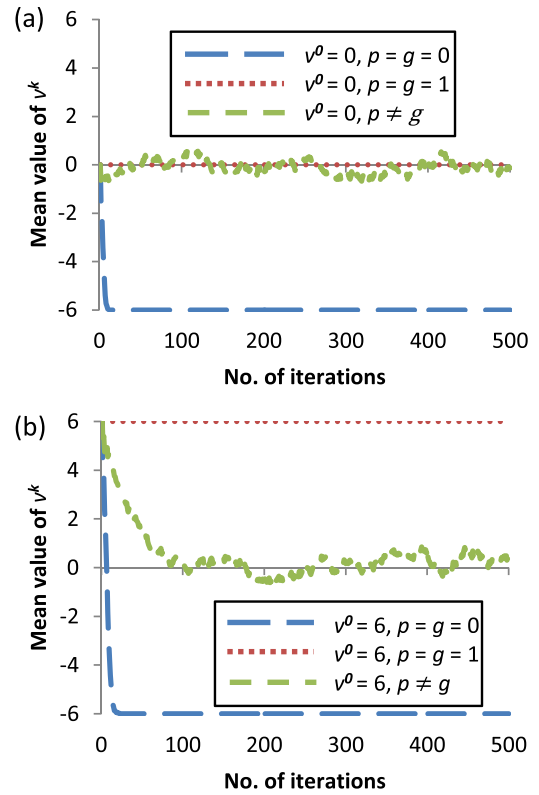 (a)
6
4
2
0
-2
-4
-6
Mean value of vᵏ
v⁰ = 0, p = g = 0
v⁰ = 0, p = g = 1
v⁰ = 0, p ≠ g
0 100 200 300 400 500
No. of iterations
(b)
6
4
2
0
-2
-4
-6
Mean value of vᵏ
v⁰ = 6, p = g = 0
v⁰ = 6, p = g = 1
v⁰ = 6, p ≠ g
0 100 200 300 400 500
No. of iterations